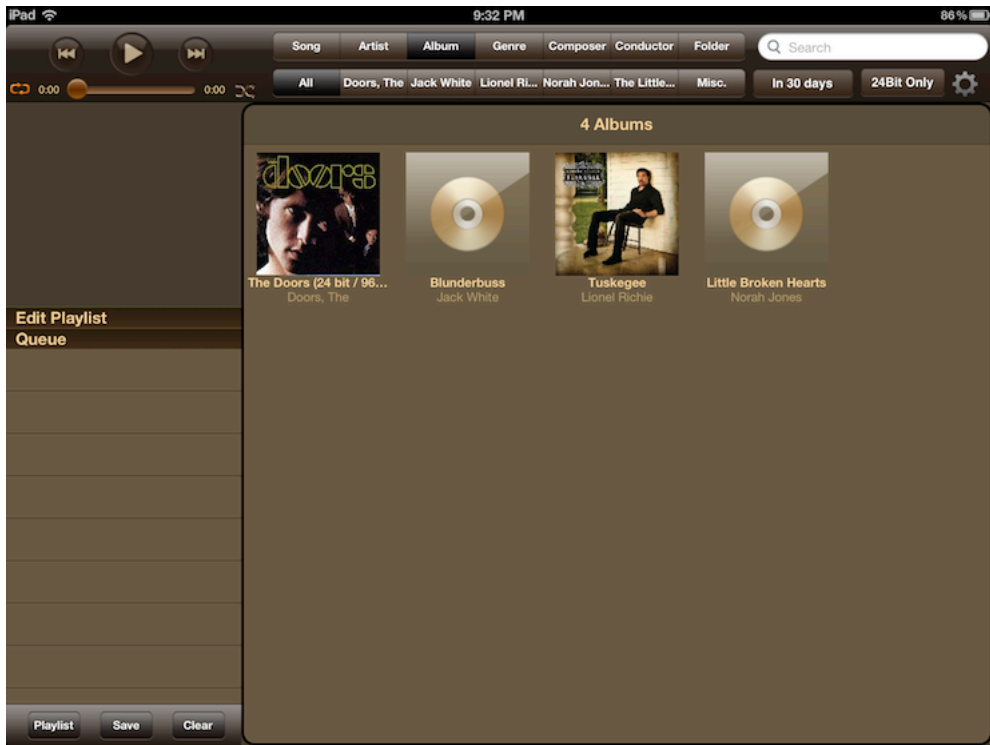 iPad 9:32 PM 86%
Song Artist Album Genre Composer Conductor Folder Search
0:00 0:00 All Doors, The Jack White Lionel Ri... Norah Jon... The Little... Misc. In 30 days 24Bit Only
4 Albums
doors
The Doors (24 bit / 96... Blunderbuss Tuskegee Little Broken Hearts
Doors, The Jack White Lionel Richie Norah Jones
Edit Playlist
Queue
Playlist Save Clear